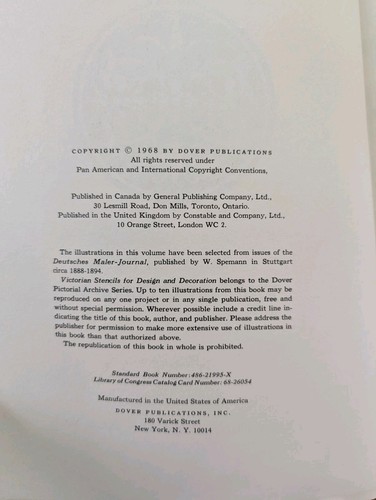 COPYRIGHT © 1968 BY DOVER PUBLICATIONS
All rights reserved under
Pan American and International Copyright Conventions,
Published in Canada by General Publishing Company, Ltd.,
30 Lesmill Road, Don Mills, Toronto, Ontario.
Published in the United Kingdom by Constable and Company, Ltd.,
10 Orange Street, London WC 2.
The illustrations in this volume have been selected from issues of the
Deutsches Maler-Journal, published by W. Spemann in Stuttgart
circa 1888-1894.
Victorian Stencils for Design and Decoration belongs to the Dover
Pictorial Archive Series. Up to ten illustrations from this book may be
reproduced on any one project or in any single publication, free and
without special permission. Wherever possible include a credit line in-
dicating the title of this book, author, and publisher. Please address the
publisher for permission to make more extensive use of illustrations in
this book than that authorized above.
The republication of this book in whole is prohibited.
Standard Book Number: 486-21995-X
Library of Congress Catalog Card Number: 68-26054
Manufactured in the United States of America
DOVER PUBLICATIONS, INC.
180 Varick Street
New York, N. Y. 10014